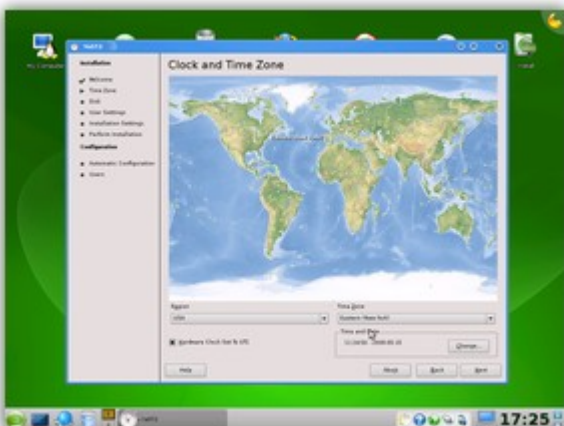 YaST2
My Computer
Install
Installation
Welcome
Time Zone
Disk
User Settings
Installation Settings
Perform Installation
Configuration
Automatic Configuration
Users
Clock and Time Zone
Region
USA
Time Zone
Eastern (New York)
Hardware Clock Set To UTC
Time and Date
Change...
Help
Abort
Back
Next
YaST2
17:25